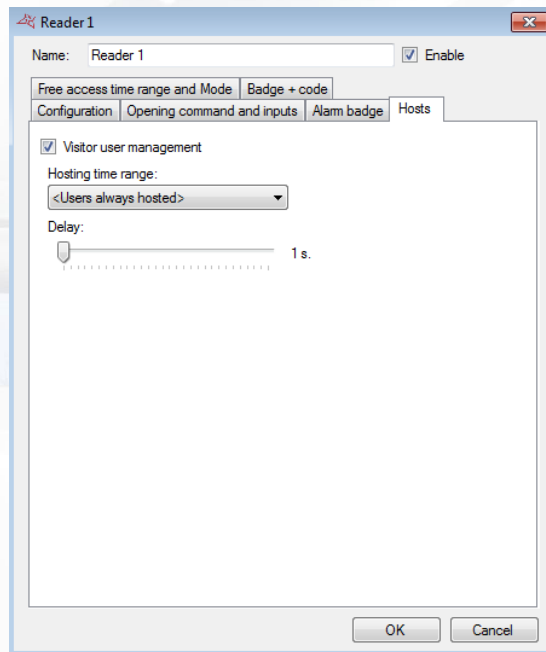 Reader 1
Name: Reader 1 Enable
Free access time range and Mode Badge + code
Configuration Opening command and inputs Alarm badge Hosts
Visitor user management
Hosting time range:
<Users always hosted>
Delay:
1 s.
OK Cancel